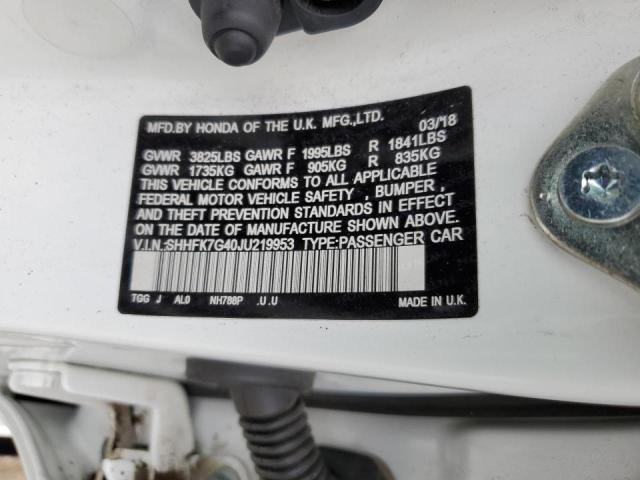 MFD.BY HONDA OF THE U.K. MFG.,LTD. 03/18
GVWR 3825LBS GAWR F 1995LBS R 1841LBS
GVWR 1735KG GAWR F 905KG R 835KG
THIS VEHICLE CONFORMS TO ALL APPLICABLE
FEDERAL MOTOR VEHICLE SAFETY , BUMPER ,
AND THEFT PREVENTION STANDARDS IN EFFECT
ON THE DATE OF MANUFACTURE SHOWN ABOVE.
V.I.N.:SHHFK7G40JU219953 TYPE:PASSENGER CAR
TGG J AL0 NH788P .U.U MADE IN U.K.